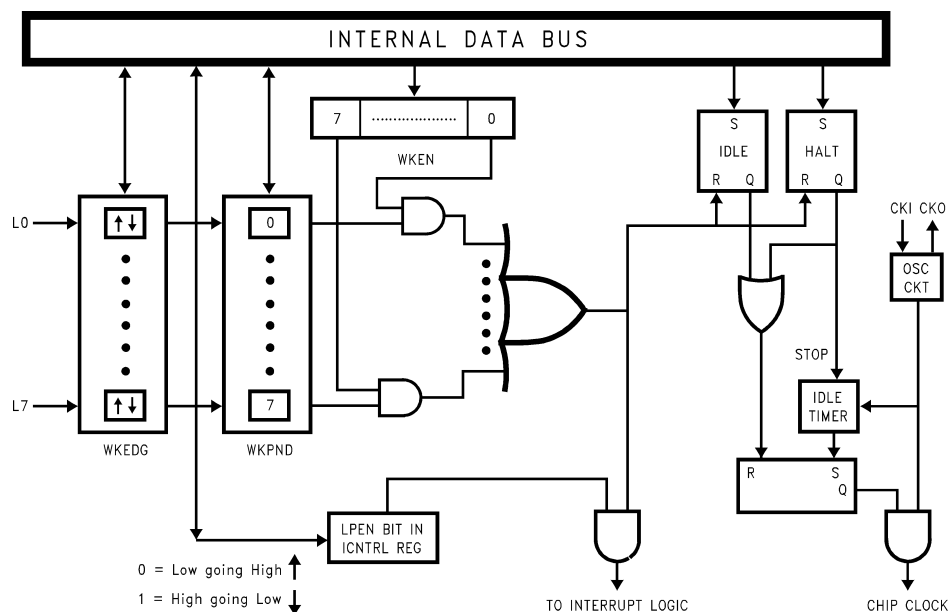 INTERNAL DATA BUS
7 0
WKEN
S
IDLE
R Q
S
HALT
R Q
CKI CKO
OSC
CKT
L0
0
L7
7
WKEDG
WKPND
STOP
IDLE
TIMER
R S
Q
LPEN BIT IN
ICNTRL REG
0 = Low going High
1 = High going Low
TO INTERRUPT LOGIC
CHIP CLOCK